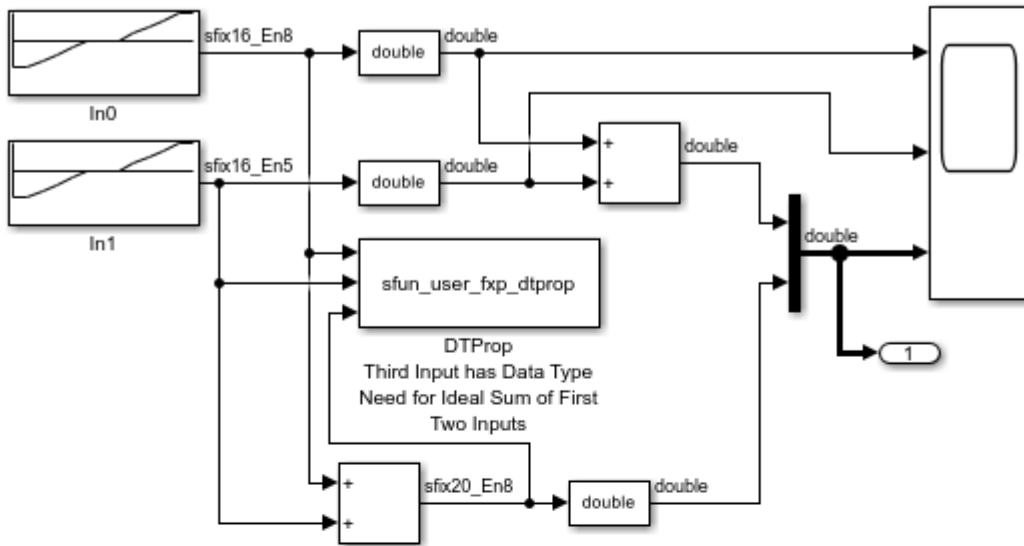 sfix16_En8
double
double
In0
+
double
sfix16_En5
double
double
+
In1
double
sfun_user_fxp_dtprop
DTProp
Third Input has Data Type
Need for Ideal Sum of First
Two Inputs
1
+
sfix20_En8
double
double
+